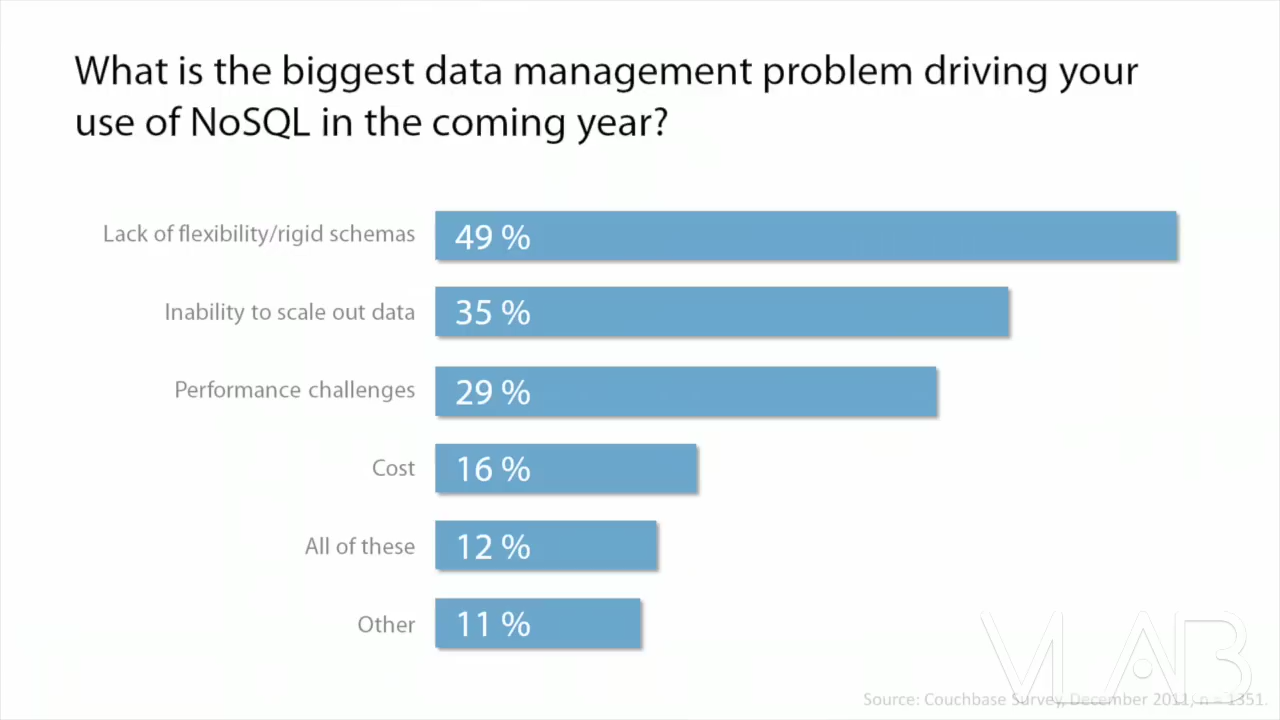 What is the biggest data management problem driving your
use of NoSQL in the coming year?
Lack of flexibility/rigid schemas 49 %
Inability to scale out data 35 %
Performance challenges 29 %
Cost 16 %
All of these 12 %
Other 11 %
VLAB
Source: Couchbase Survey, December 2011, n = 1351.